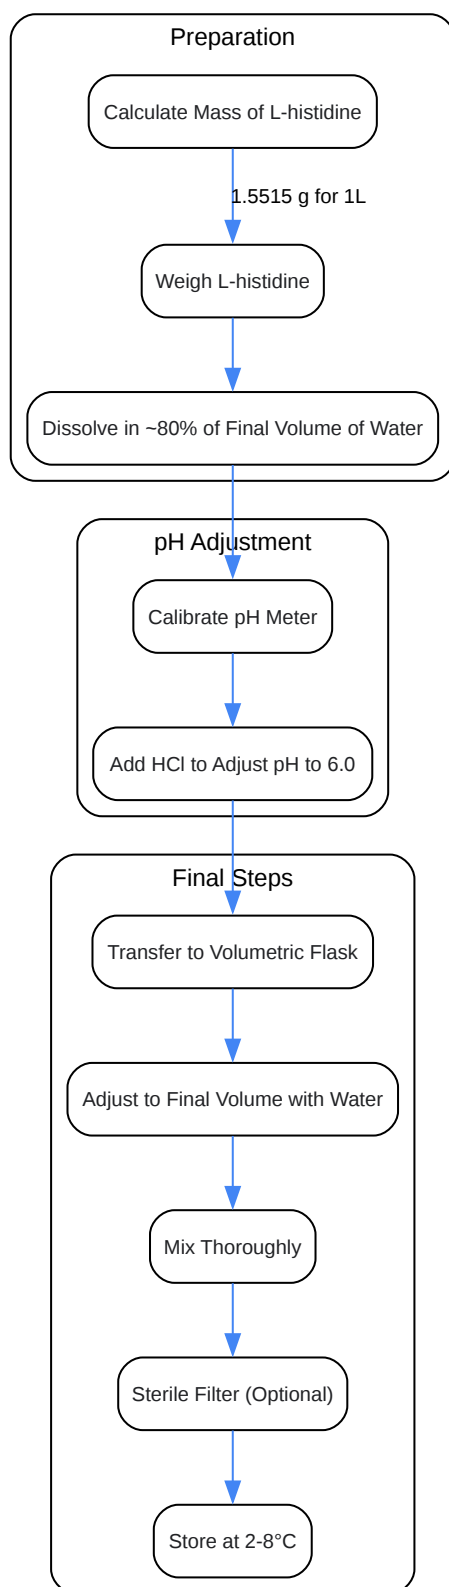 Preparation
Calculate Mass of L-histidine
1.5515 g for 1L
Weigh L-histidine
Dissolve in ~80% of Final Volume of Water
pH Adjustment
Calibrate pH Meter
Add HCl to Adjust pH to 6.0
Final Steps
Transfer to Volumetric Flask
Adjust to Final Volume with Water
Mix Thoroughly
Sterile Filter (Optional)
Store at 2-8°C